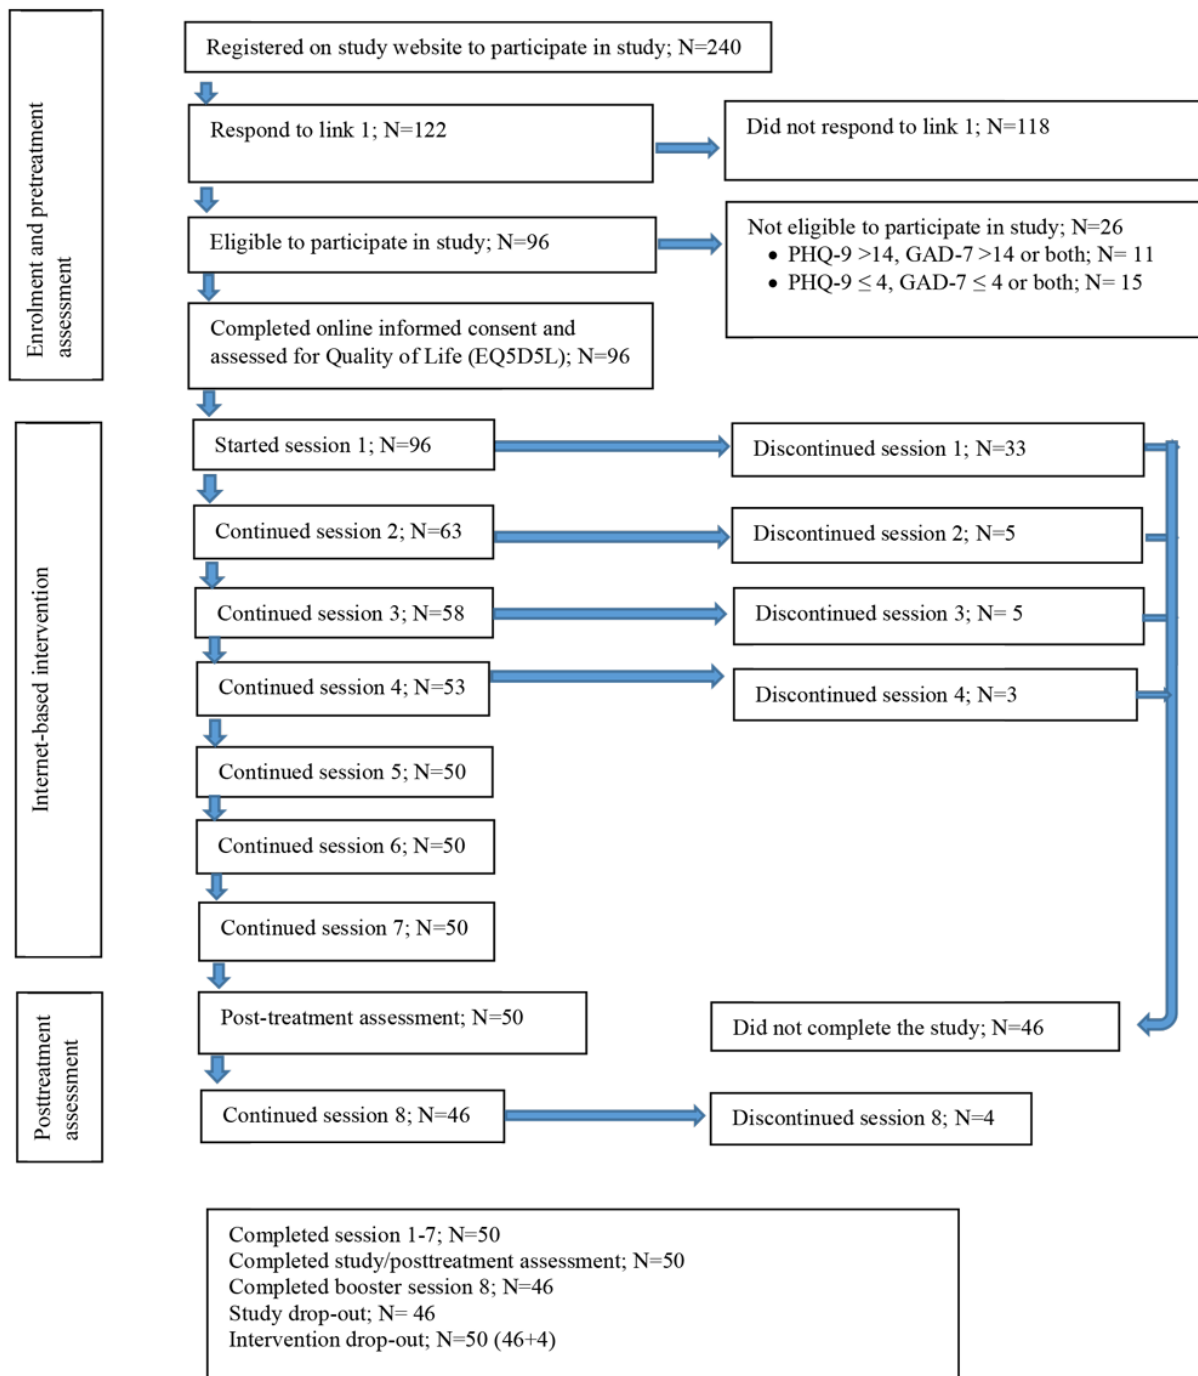 Enrolment and pretreatment
assessment
Registered on study website to participate in study; N=240
Respond to link 1; N=122
Did not respond to link 1; N=118
Eligible to participate in study; N=96
Not eligible to participate in study; N=26
• PHQ-9 >14, GAD-7 >14 or both; N= 11
• PHQ-9 ≤ 4, GAD-7 ≤ 4 or both; N= 15
Completed online informed consent and
assessed for Quality of Life (EQ5D5L); N=96
Internet-based intervention
Started session 1; N=96
Discontinued session 1; N=33
Continued session 2; N=63
Discontinued session 2; N=5
Continued session 3; N=58
Discontinued session 3; N= 5
Continued session 4; N=53
Discontinued session 4; N=3
Continued session 5; N=50
Continued session 6; N=50
Continued session 7; N=50
Posttreatment
assessment
Post-treatment assessment; N=50
Did not complete the study; N=46
Continued session 8; N=46
Discontinued session 8; N=4
Completed session 1-7; N=50
Completed study/posttreatment assessment; N=50
Completed booster session 8; N=46
Study drop-out; N= 46
Intervention drop-out; N=50 (46+4)